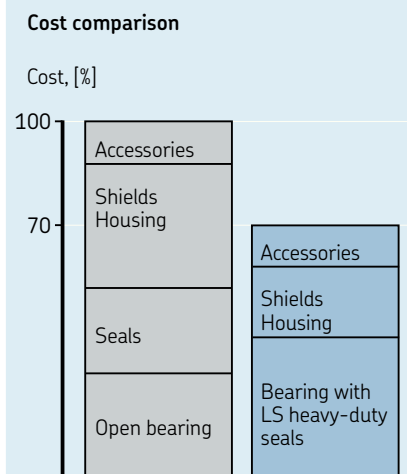 Cost comparison
Cost, [%]
100
Accessories
Shields
Housing
70
Accessories
Shields
Housing
Seals
Bearing with
LS heavy-duty
seals
Open bearing